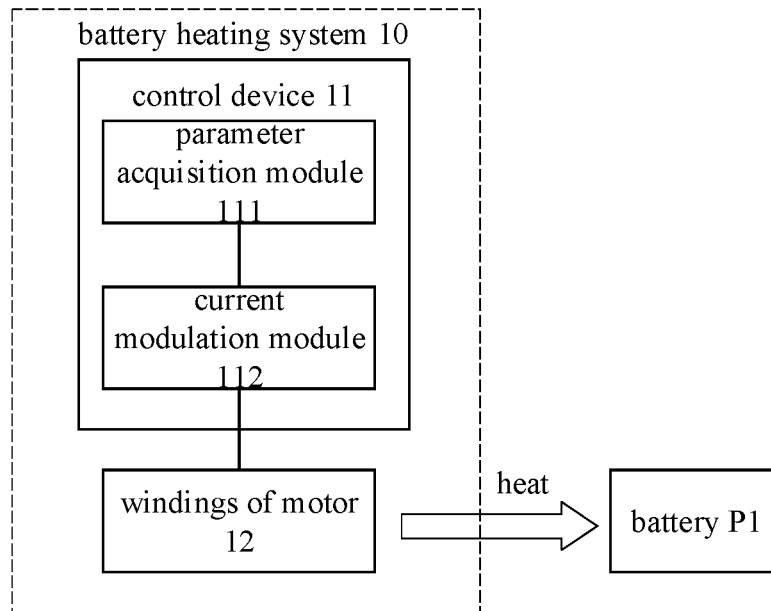 battery heating system 10
control device 11
parameter
acquisition module
111
current
modulation module
112
windings of motor
12
heat
battery P1